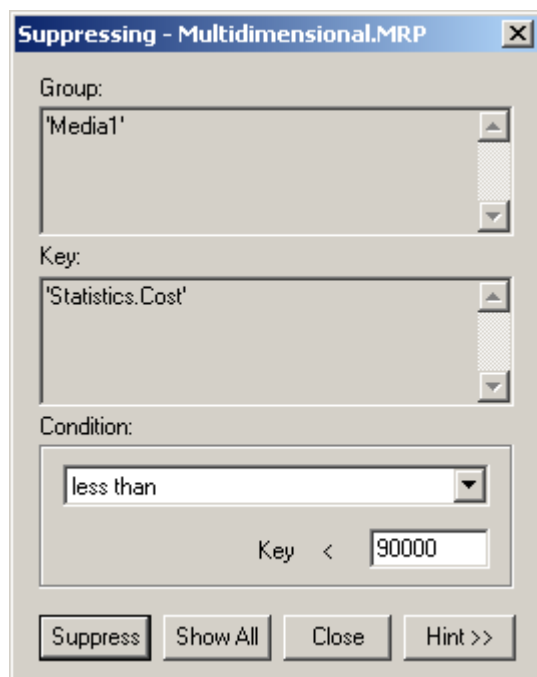 Suppressing - Multidimensional.MRP
Group:
'Media1'
Key:
'Statistics.Cost'
Condition:
less than
Key < 90000
Suppress Show All Close Hint >>